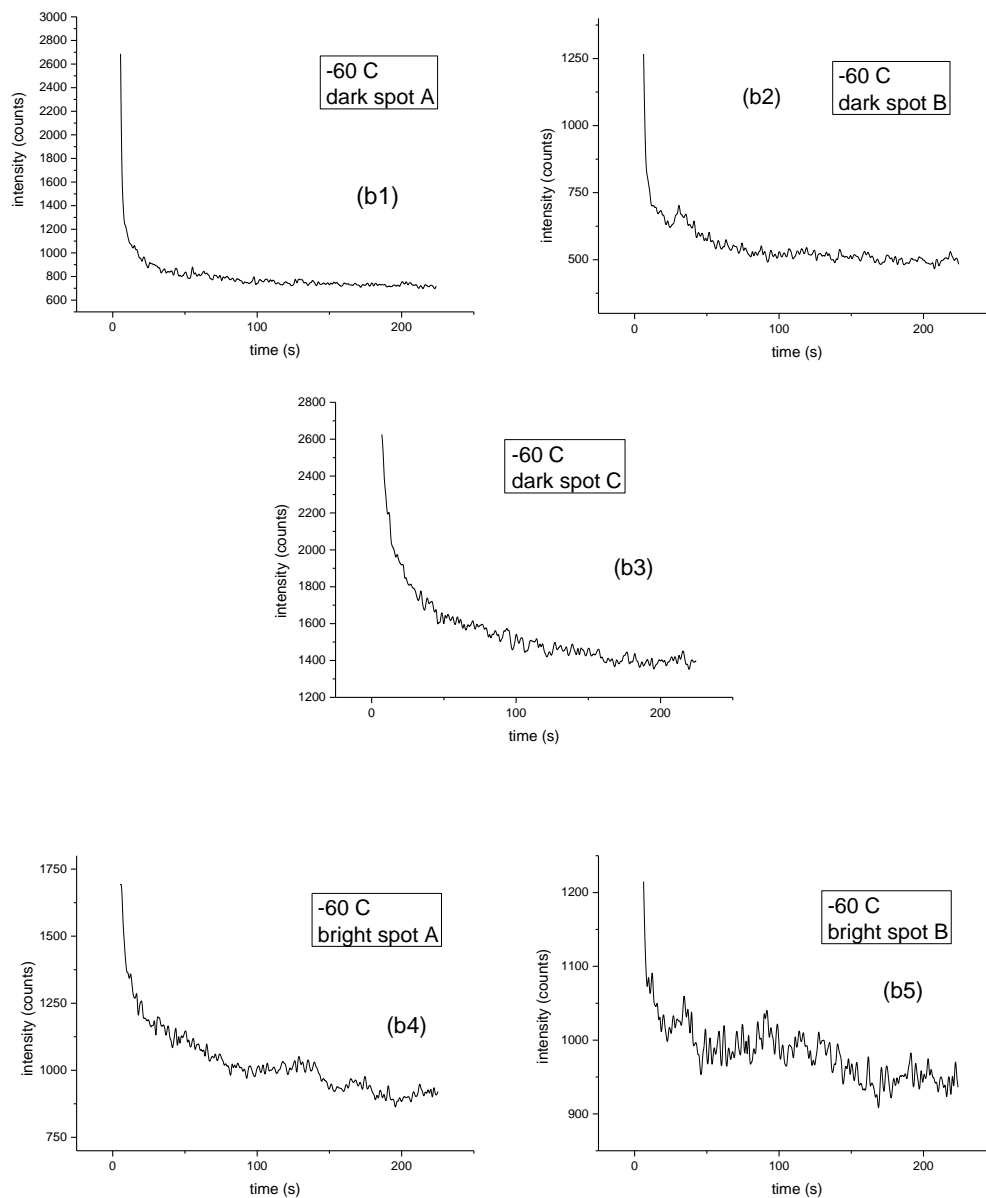 3000
2800
2600
2400
2200
2000
1800
1600
1400
1200
1000
800
600
intensity (counts)
-60 C
dark spot A
(b1)
0 100 200
time (s)
1250
1000
750
500
intensity (counts)
(b2)
-60 C
dark spot B
0 100 200
time (s)
2800
2600
2400
2200
2000
1800
1600
1400
1200
intensity (counts)
-60 C
dark spot C
(b3)
0 100 200
time (s)
1750
1500
1250
1000
750
intensity (counts)
-60 C
bright spot A
(b4)
0 100 200
time (s)
1200
1100
1000
900
intensity (counts)
-60 C
bright spot B
(b5)
0 100 200
time (s)